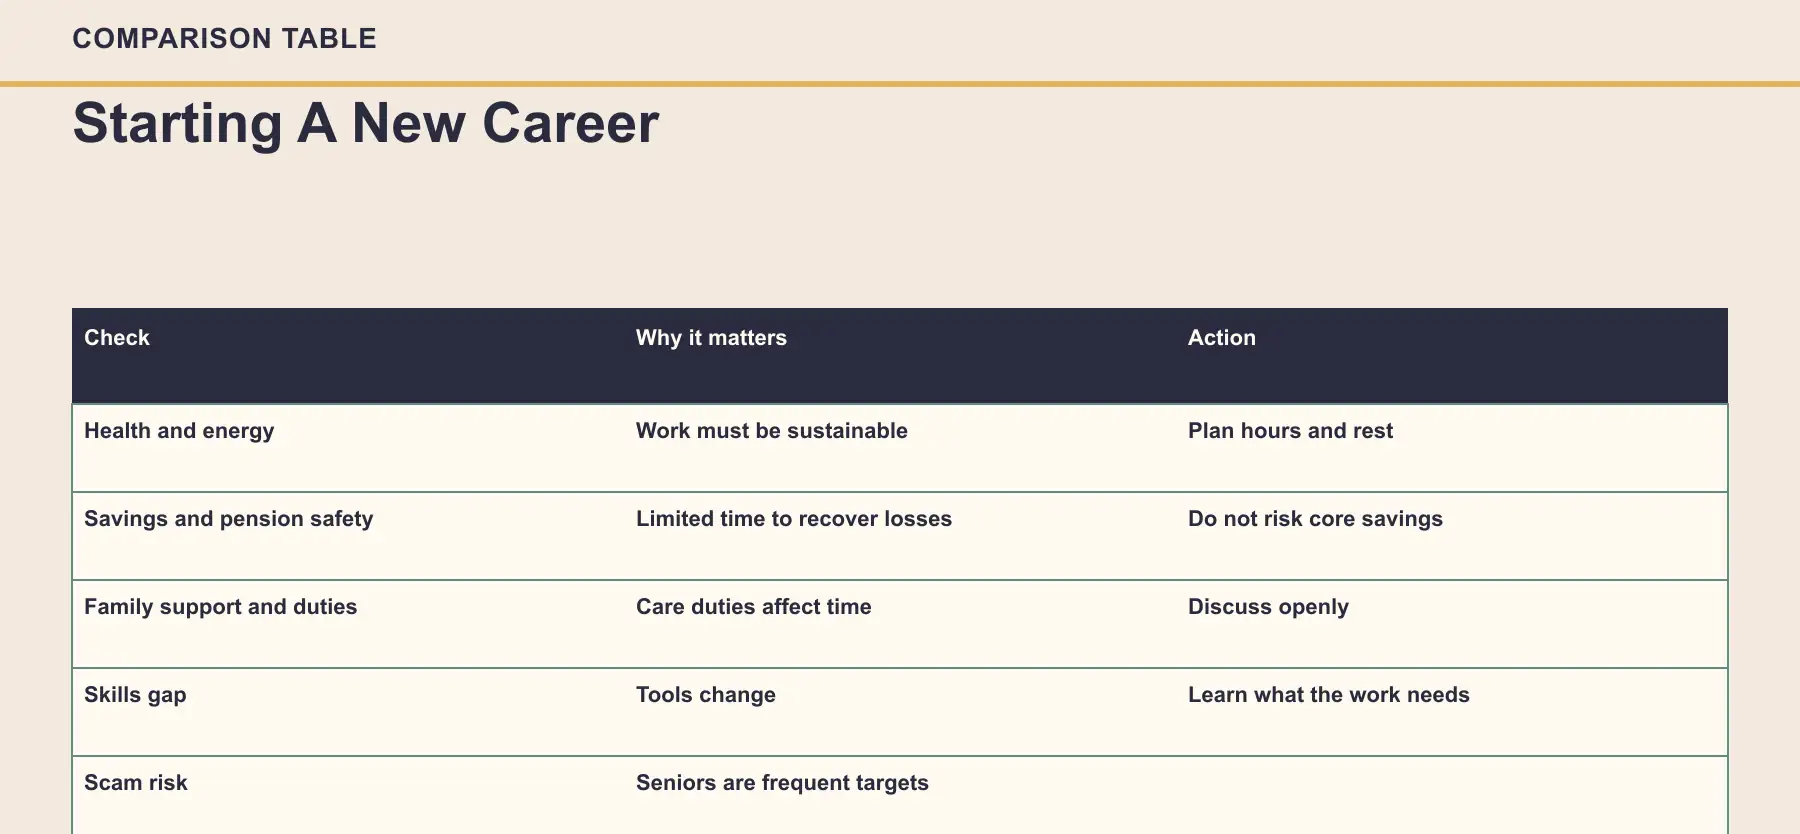 COMPARISON TABLE
Starting A New Career
Check Why it matters Action
Health and energy Work must be sustainable Plan hours and rest
Savings and pension safety Limited time to recover losses Do not risk core savings
Family support and duties Care duties affect time Discuss openly
Skills gap Tools change Learn what the work needs
Scam risk Seniors are frequent targets